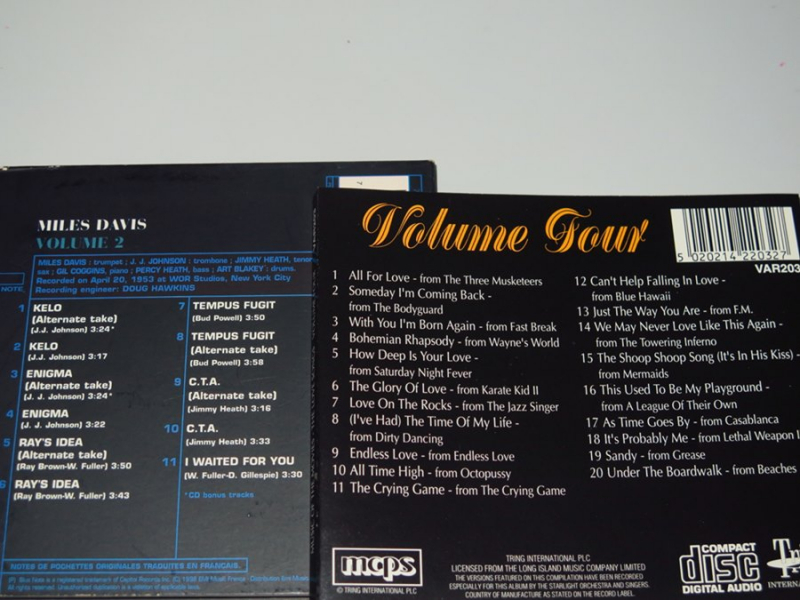 MILES DAVIS
VOLUME 2
MILES DAVIS : trumpet ; J. J. JOHNSON : trombone ; JIMMY HEATH, tenor
sax ; GIL COGGINS, piano ; PERCY HEATH, bass ; ART BLAKEY : drums.
Recorded on April 20, 1953 at WOR Studios, New York City
Recording engineer: DOUG HAWKINS
NOTE
1 KELO
(Alternate take)
(J.J. Johnson) 3:24*
2 KELO
(J. J. Johnson) 3:17
3 ENIGMA
(Alternate take)
(J. J. Johnson) 3:24*
4 ENIGMA
(J. J. Johnson) 3:22
5 RAY'S IDEA
(Alternate take)
(Ray Brown-W. Fuller) 3:50
6 RAY'S IDEA
(Ray Brown-W. Fuller) 3:43
7 TEMPUS FUGIT
(Bud Powell) 3:50
8 TEMPUS FUGIT
(Alternate take)
(Bud Powell) 3:58
9 C.T.A.
(Alternate take)
(Jimmy Heath) 3:16
10 C.T.A.
(Jimmy Heath) 3:33
11 I WAITED FOR YOU
(W. Fuller-D. Gillespie) 3:30
*CD bonus tracks
NOTES DE POCHETTES ORIGINALES TRADUITES EN FRANCAIS.
Volume Four
5 020214 220327
VAR203
1 All For Love - from The Three Musketeers
2 Someday I'm Coming Back -
from The Bodyguard
3 With You I'm Born Again - from Fast Break
4 Bohemian Rhapsody - from Wayne's World
5 How Deep Is Your Love -
from Saturday Night Fever
6 The Glory Of Love - from Karate Kid II
7 Love On The Rocks - from The Jazz Singer
8 (I've Had) The Time Of My Life -
from Dirty Dancing
9 Endless Love - from Endless Love
10 All Time High - from Octopussy
11 The Crying Game - from The Crying Game
12 Can't Help Falling In Love -
from Blue Hawaii
13 Just The Way You Are - from F.M.
14 We May Never Love Like This Again -
from The Towering Inferno
15 The Shoop Shoop Song (It's In His Kiss) -
from Mermaids
16 This Used To Be My Playground -
from A League Of Their Own
17 As Time Goes By - from Casablanca
18 It's Probably Me - from Lethal Weapon
19 Sandy - from Grease
20 Under The Boardwalk - from Beaches
mcps
© TRING INTERNATIONAL PLC
TRING INTERNATIONAL PLC
LICENSED FROM THE LONG ISLAND MUSIC COMPANY LIMITED
THE VERSIONS FEATURED ON THIS COMPILATION HAVE BEEN RECORDED
ESPECIALLY FOR THIS ALBUM BY THE STARLIGHT ORCHESTRA AND SINGERS.
COUNTRY OF MANUFACTURE AS STATED ON THE RECORD LABEL
COMPACT
disc
DIGITAL AUDIO